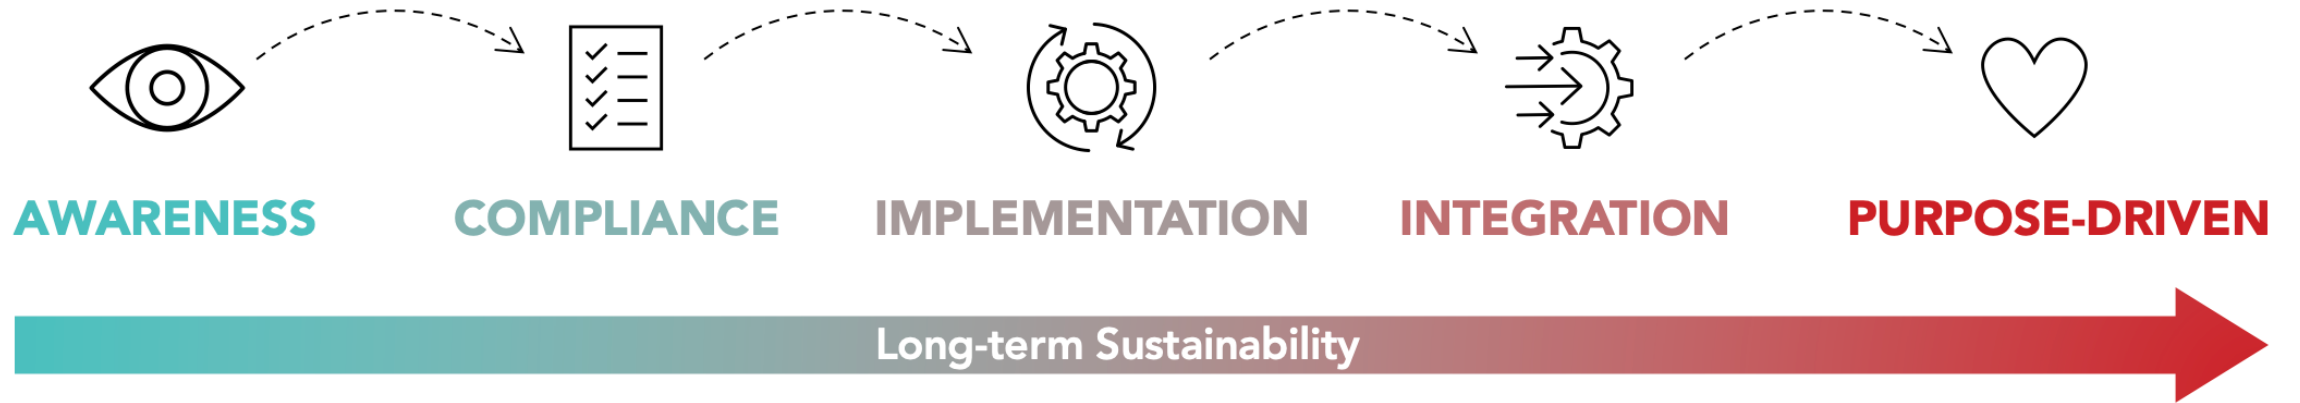 AWARENESS
COMPLIANCE
IMPLEMENTATION
INTEGRATION
PURPOSE-DRIVEN
Long-term Sustainability